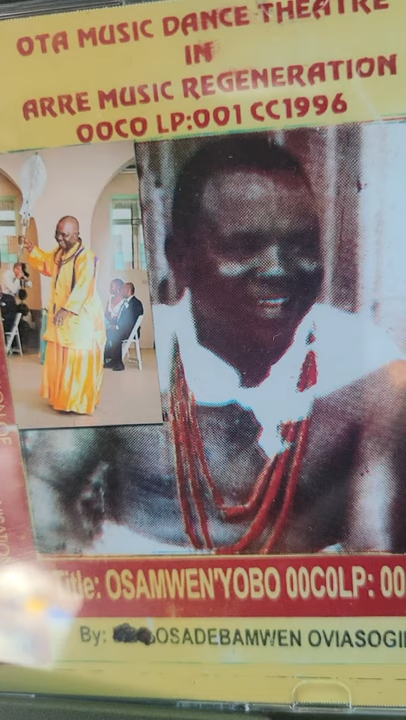 OTA MUSIC DANCE THEATRE
IN
ARRE MUSIC REGENERATION
OOCO LP:001 CC1996
Title: OSAMWEN'YOBO 00C0LP: 00
By: OSADEBAMWEN OVIASOGI